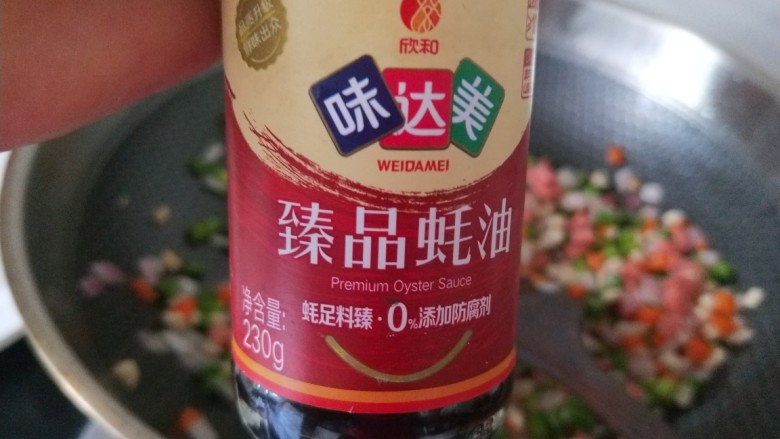 欣和
味达美
WEIDAMEI
臻品蚝油
Premium Oyster Sauce
蚝足料臻·0%添加防腐剂
净含量:
230g